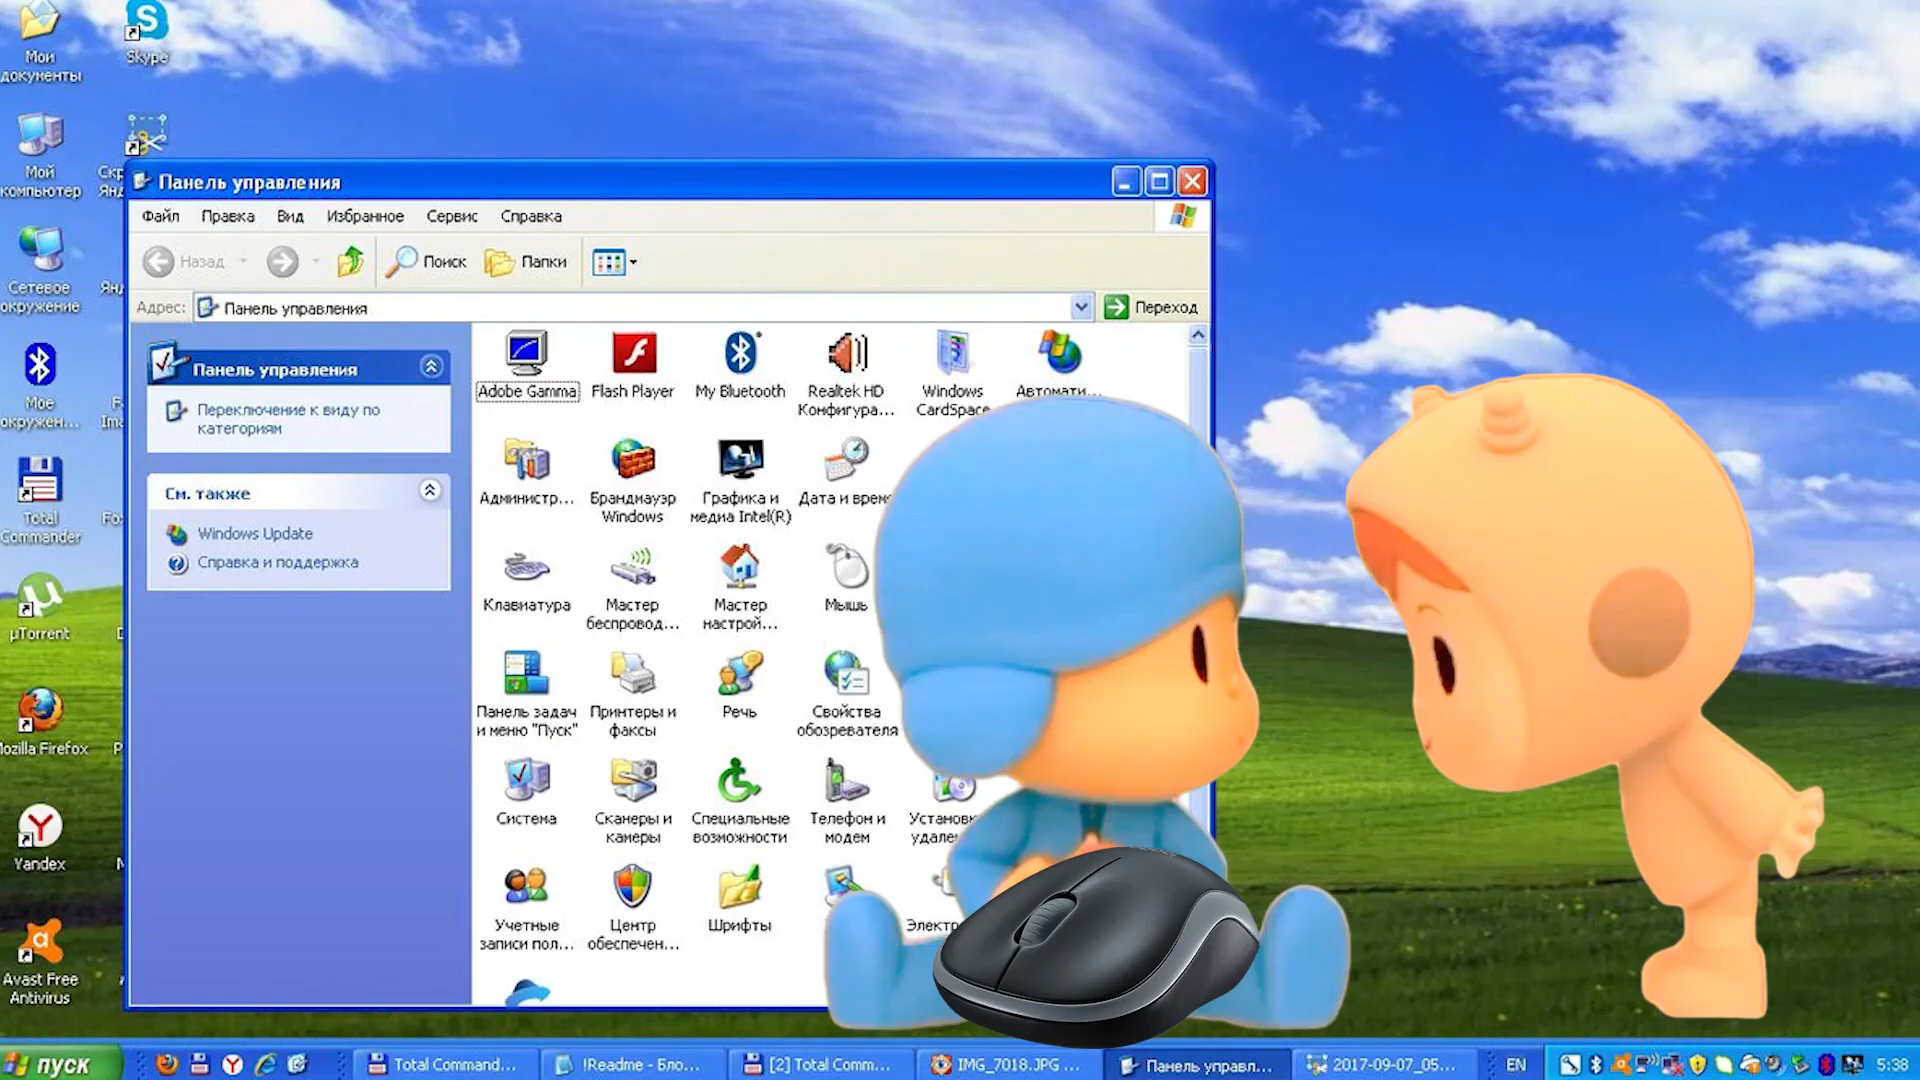 Мои
документы
Skype
Мой
компьютер
Сетевое
окружение
Мое
окружен...
Total
Commander
µTorrent
Mozilla Firefox
Yandex
Avast Free
Antivirus
Панель управления
Файл Правка Вид Избранное Сервис Справка
Назад Поиск Папки
Адрес: Панель управления Переход
Панель управления
Переключение к виду по
категориям
См. также
Windows Update
Справка и поддержка
Adobe Gamma
Flash Player
My Bluetooth
Realtek HD
Конфигура...
Windows
CardSpace
Автомати...
Администр...
Брандмауэр
Windows
Графика и
медиа Intel(R)
Дата и время
Клавиатура
Мастер
беспровод...
Мастер
настрой...
Мышь
Панель задач
и меню "Пуск"
Принтеры и
факсы
Речь
Свойства
обозревателя
Система
Сканеры и
камеры
Специальные
возможности
Телефон и
модем
Установк
удале
Учетные
записи пол...
Центр
обеспечен...
Шрифты
Электр
пуск
Total Command...
!Readme - Бло...
[2] Total Comm...
IMG_7018.JPG ...
Панель управл...
2017-09-07_05...
EN
5:38